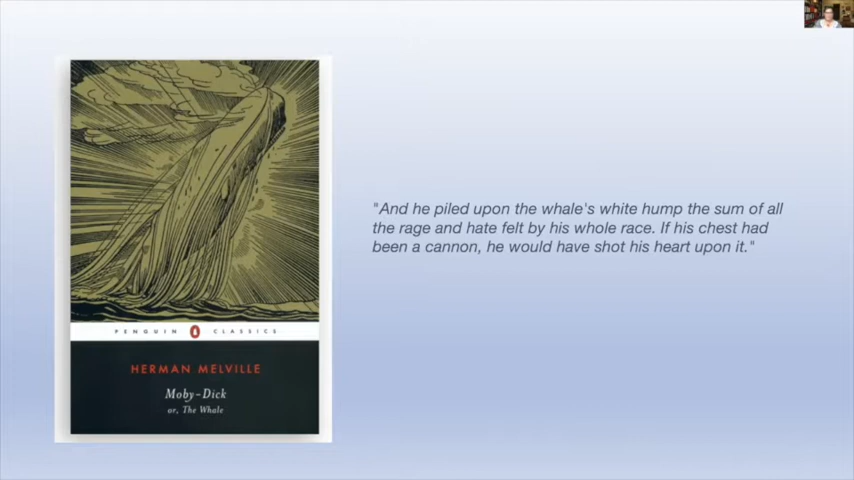 PENGUIN CLASSICS
HERMAN MELVILLE
Moby-Dick
or, The Whale
"And he piled upon the whale's white hump the sum of all
the rage and hate felt by his whole race. If his chest had
been a cannon, he would have shot his heart upon it."